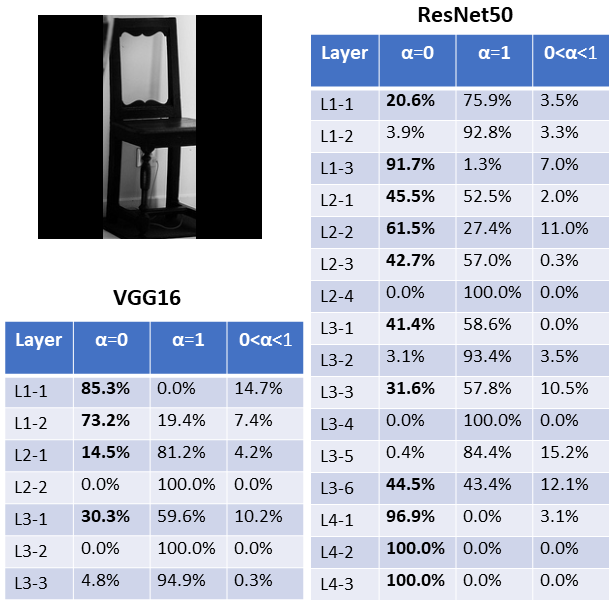 ResNet50
Layer α=0 α=1 0<α<1
L1-1 20.6% 75.9% 3.5%
L1-2 3.9% 92.8% 3.3%
L1-3 91.7% 1.3% 7.0%
L2-1 45.5% 52.5% 2.0%
L2-2 61.5% 27.4% 11.0%
L2-3 42.7% 57.0% 0.3%
L2-4 0.0% 100.0% 0.0%
L3-1 41.4% 58.6% 0.0%
L3-2 3.1% 93.4% 3.5%
L3-3 31.6% 57.8% 10.5%
L3-4 0.0% 100.0% 0.0%
L3-5 0.4% 84.4% 15.2%
L3-6 44.5% 43.4% 12.1%
L4-1 96.9% 0.0% 3.1%
L4-2 100.0% 0.0% 0.0%
L4-3 100.0% 0.0% 0.0%
VGG16
Layer α=0 α=1 0<α<1
L1-1 85.3% 0.0% 14.7%
L1-2 73.2% 19.4% 7.4%
L2-1 14.5% 81.2% 4.2%
L2-2 0.0% 100.0% 0.0%
L3-1 30.3% 59.6% 10.2%
L3-2 0.0% 100.0% 0.0%
L3-3 4.8% 94.9% 0.3%